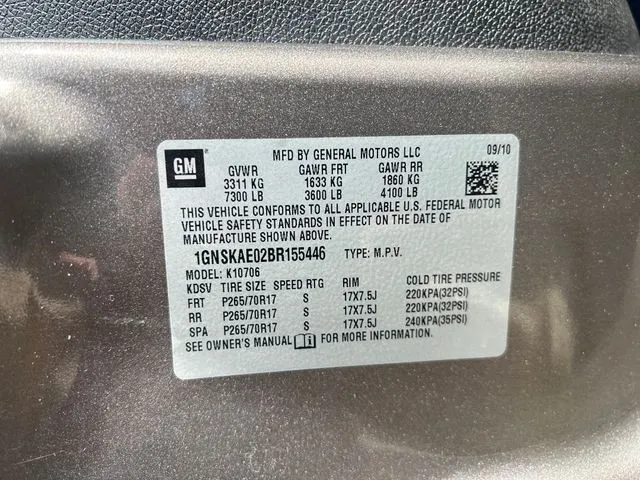 GM
MFD BY GENERAL MOTORS LLC 09/10
GVWR GAWR FRT GAWR RR
3311 KG 1633 KG 1860 KG
7300 LB 3600 LB 4100 LB
THIS VEHICLE CONFORMS TO ALL APPLICABLE U.S. FEDERAL MOTOR
VEHICLE SAFETY STANDARDS IN EFFECT ON THE DATE OF
MANUFACTURE SHOWN ABOVE.
1GNSKAE02BR155446 TYPE: M.P.V.
MODEL: K10706
KDSV TIRE SIZE SPEED RTG RIM COLD TIRE PRESSURE
FRT P265/70R17 S 17X7.5J 220KPA(32PSI)
RR P265/70R17 S 17X7.5J 220KPA(32PSI)
SPA P265/70R17 S 17X7.5J 240KPA(35PSI)
SEE OWNER'S MANUAL FOR MORE INFORMATION.